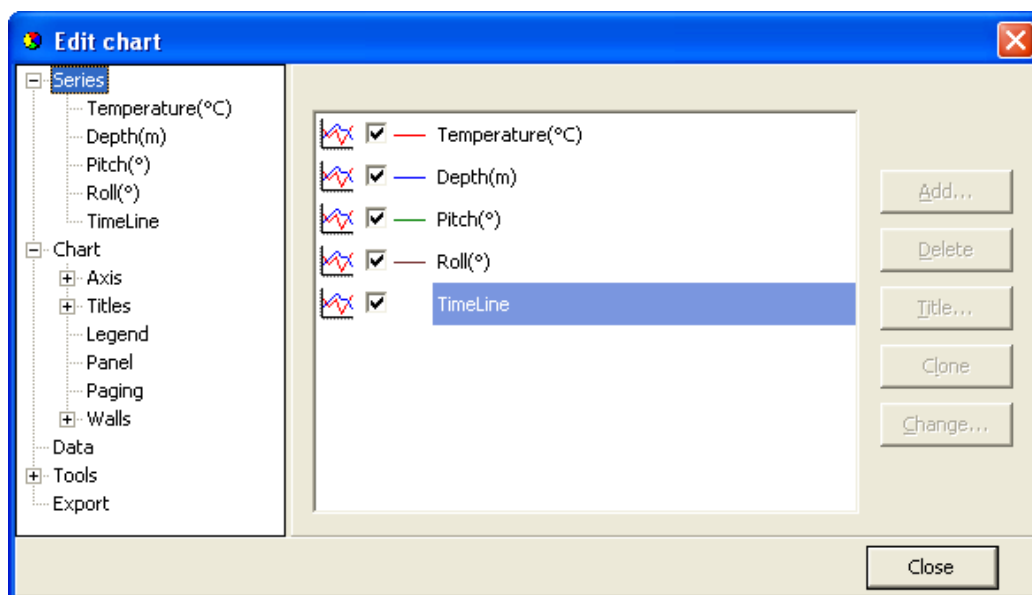 Edit chart
Series
Temperature(°C)
Depth(m)
Pitch(°)
Roll(°)
TimeLine
Chart
Axis
Titles
Legend
Panel
Paging
Walls
Data
Tools
Export
Temperature(°C)
Depth(m)
Pitch(°)
Roll(°)
TimeLine
Add...
Delete
Title...
Clone
Change...
Close